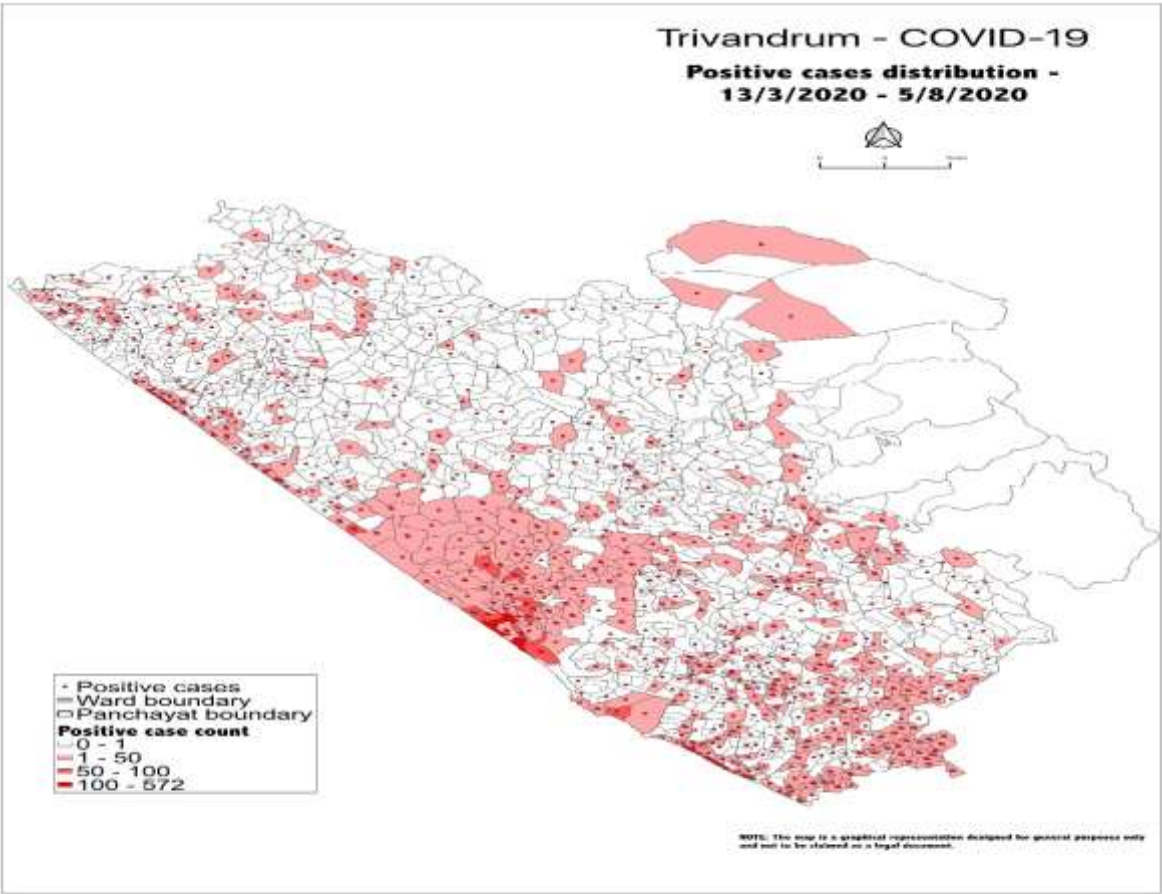 Trivandrum - COVID-19
Positive cases distribution -
13/3/2020 - 5/8/2020
Positive cases
Ward boundary
Panchayat boundary
Positive case count
0 - 1
1 - 50
50 - 100
100 - 572
NOTE: The map is a graphical representation designed for general purposes only
and not to be claimed as a legal document.